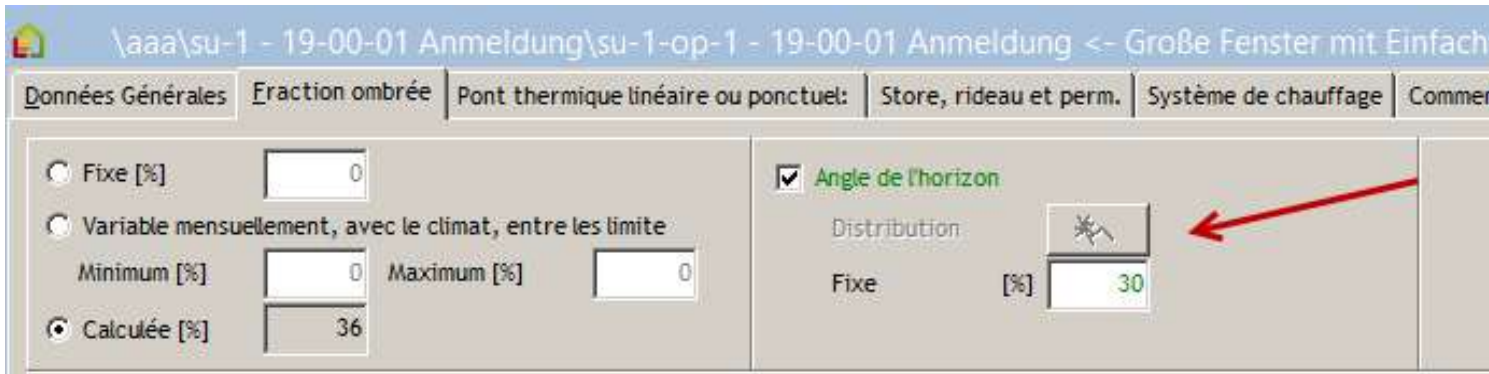 \aaa\su-1 - 19-00-01 Anmeldung\su-1-op-1 - 19-00-01 Anmeldung <- Große Fenster mit Einfach
Données Générales Fraction ombrée Pont thermique linéaire ou ponctuel: Store, rideau et perm. Système de chauffage Commen
Fixe [%] 0
Angle de l'horizon
Variable mensuellement, avec le climat, entre les limite
Distribution
Minimum [%] 0 Maximum [%] 0
Fixe [%] 30
Calculée [%] 36